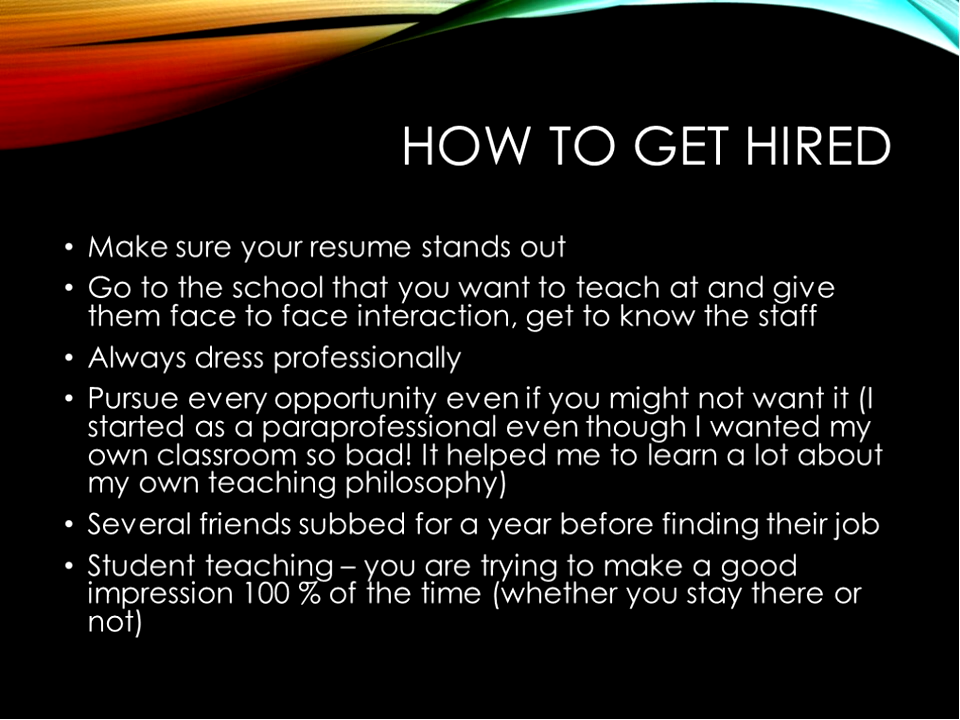 HOW TO GET HIRED
• Make sure your resume stands out
• Go to the school that you want to teach at and give
them face to face interaction, get to know the staff
• Always dress professionally
• Pursue every opportunity even if you might not want it (I
started as a paraprofessional even though I wanted my
own classroom so bad! It helped me to learn a lot about
my own teaching philosophy)
• Several friends subbed for a year before finding their job
• Student teaching – you are trying to make a good
impression 100 % of the time (whether you stay there or
not)